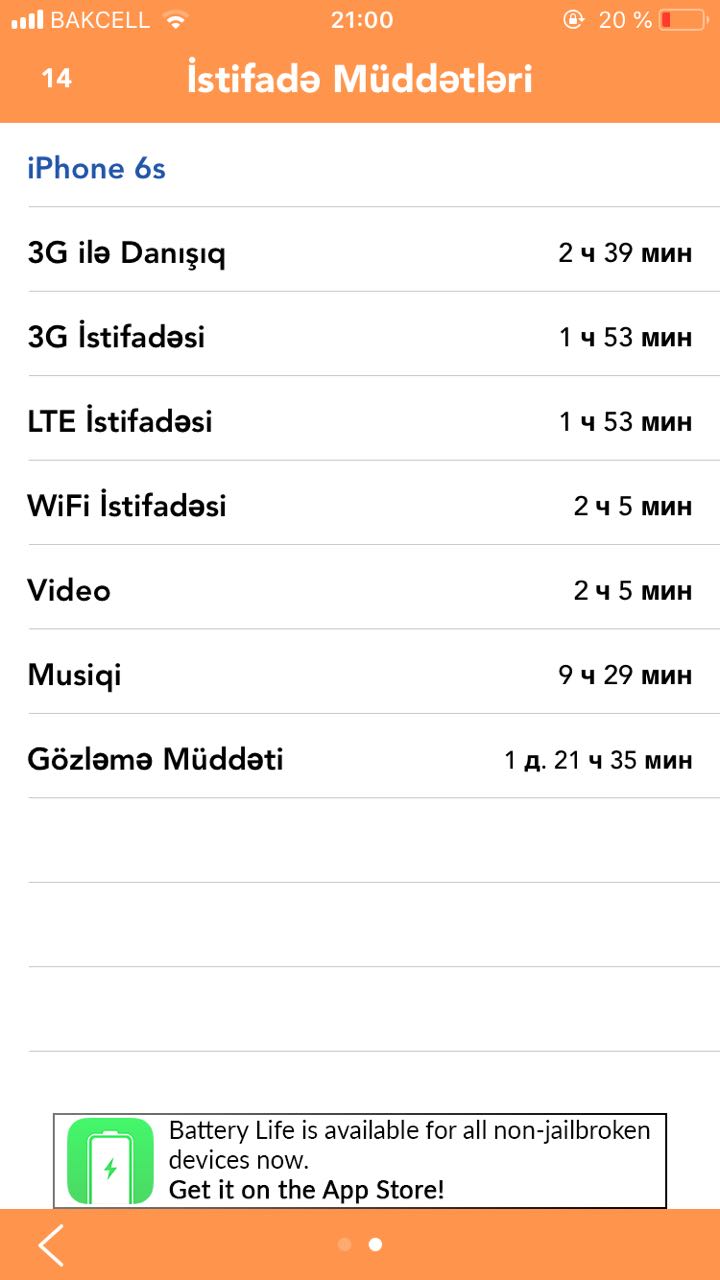 BAKCELL 21:00 20 %
14 İstifadə Müddətləri
iPhone 6s
3G ilə Danışıq 2 ч 39 мин
3G İstifadəsi 1 ч 53 мин
LTE İstifadəsi 1 ч 53 мин
WiFi İstifadəsi 2 ч 5 мин
Video 2 ч 5 мин
Musiqi 9 ч 29 мин
Gözləmə Müddəti 1 д. 21 ч 35 мин
Battery Life is available for all non-jailbroken
devices now.
Get it on the App Store!